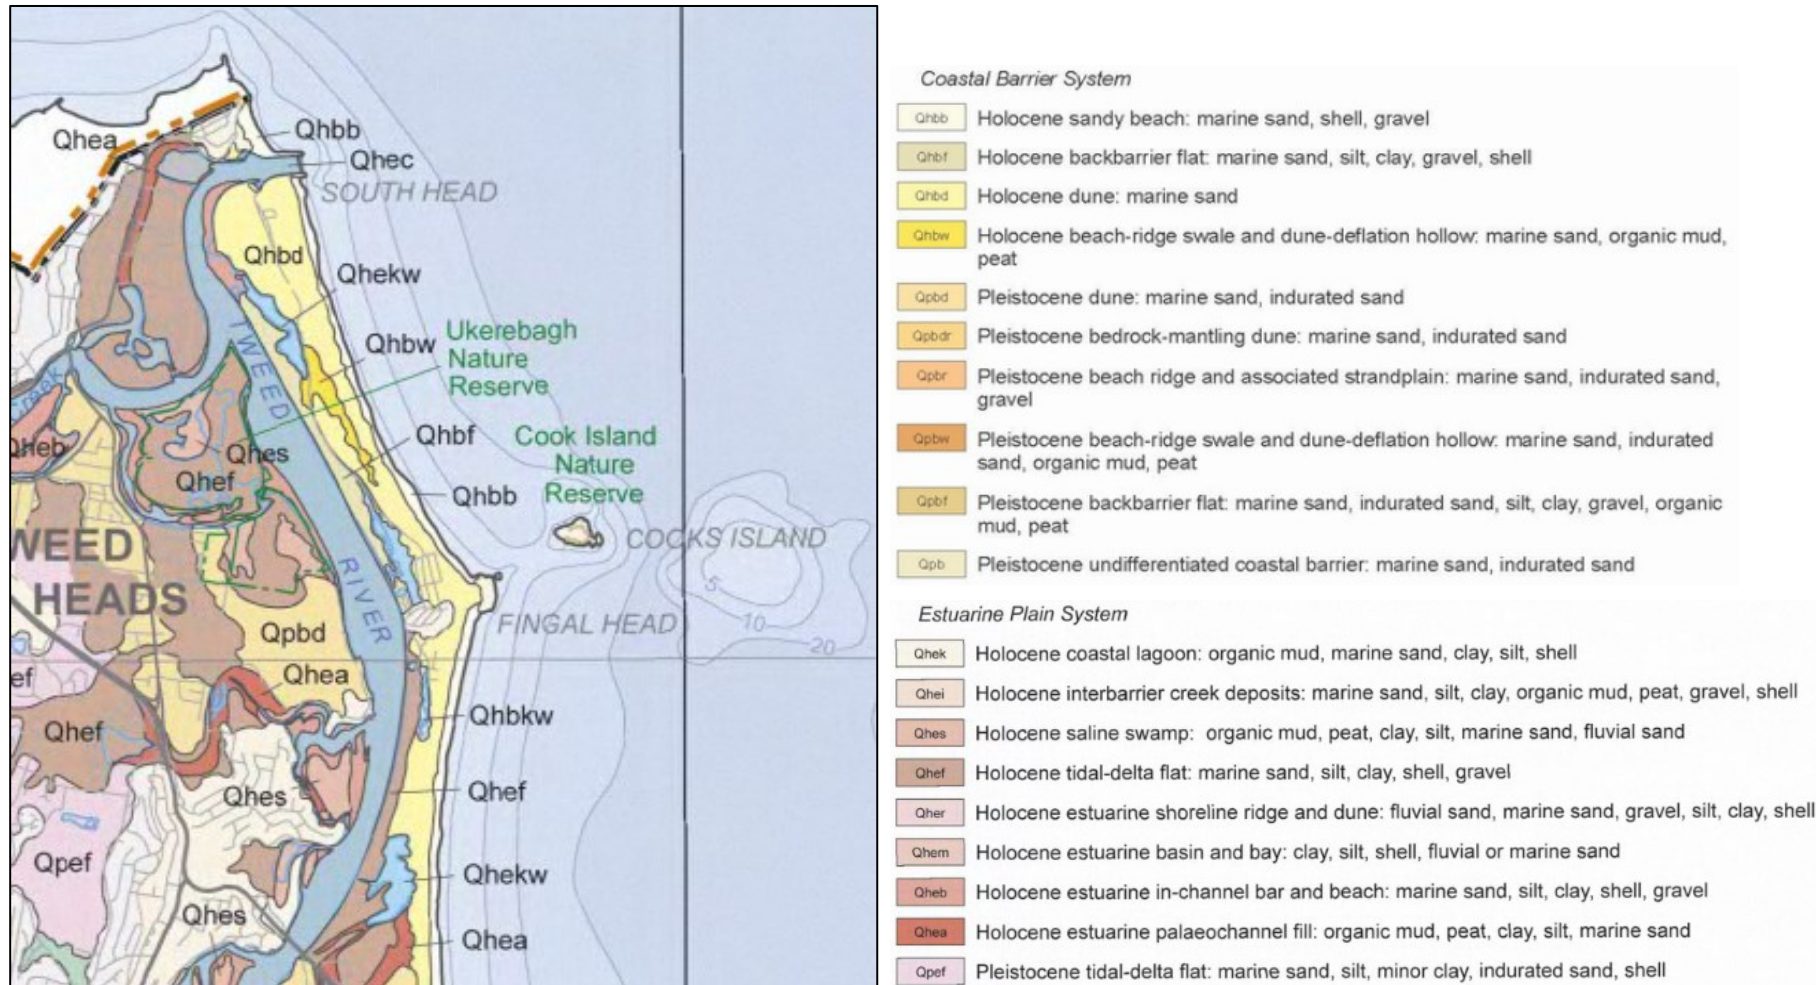 Qhea
Qhbb
Qhec
SOUTH HEAD
Qhbd
Qhekw
Qhbw
Ukerebagh
Nature
Reserve
TWEED
Creek
Qhbf
Cook Island
Nature
Reserve
Qheb
Qhes
Qhef
Qhbb
COCKS ISLAND
WEED
HEADS
5
10
20
RIVER
FINGAL HEAD
Qpbd
Qhea
ef
Qhbkw
Qhef
Qhes
Qhef
Qpef
Qhekw
Qhes
Qhea
Coastal Barrier System
Qhbb Holocene sandy beach: marine sand, shell, gravel
Qhbf Holocene backbarrier flat: marine sand, silt, clay, gravel, shell
Qhbd Holocene dune: marine sand
Qhbw Holocene beach-ridge swale and dune-deflation hollow: marine sand, organic mud,
peat
Qpbd Pleistocene dune: marine sand, indurated sand
Qpbdr Pleistocene bedrock-mantling dune: marine sand, indurated sand
Qpbr Pleistocene beach ridge and associated strandplain: marine sand, indurated sand,
gravel
Qpbw Pleistocene beach-ridge swale and dune-deflation hollow: marine sand, indurated
sand, organic mud, peat
Qpbf Pleistocene backbarrier flat: marine sand, indurated sand, silt, clay, gravel, organic
mud, peat
Qpb Pleistocene undifferentiated coastal barrier: marine sand, indurated sand
Estuarine Plain System
Qhek Holocene coastal lagoon: organic mud, marine sand, clay, silt, shell
Qhei Holocene interbarrier creek deposits: marine sand, silt, clay, organic mud, peat, gravel, shell
Qhes Holocene saline swamp: organic mud, peat, clay, silt, marine sand, fluvial sand
Qhef Holocene tidal-delta flat: marine sand, silt, clay, shell, gravel
Qher Holocene estuarine shoreline ridge and dune: fluvial sand, marine sand, gravel, silt, clay, shell
Qhem Holocene estuarine basin and bay: clay, silt, shell, fluvial or marine sand
Qheb Holocene estuarine in-channel bar and beach: marine sand, silt, clay, shell, gravel
Qhea Holocene estuarine palaeochannel fill: organic mud, peat, clay, silt, marine sand
Qpef Pleistocene tidal-delta flat: marine sand, silt, minor clay, indurated sand, shell